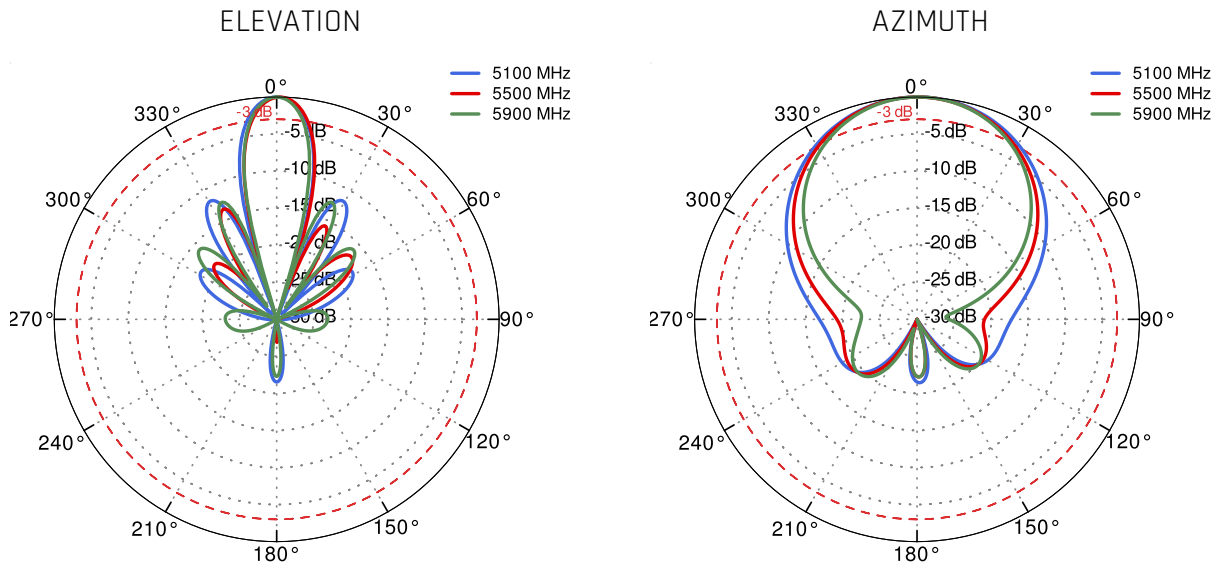 ELEVATION
5100 MHz
5500 MHz
5900 MHz
0°
330°
30°
-3 dB
-5 dB
-10 dB
300°
60°
-15 dB
-20 dB
-25 dB
270°
-30 dB
90°
240°
120°
210°
150°
180°
AZIMUTH
5100 MHz
5500 MHz
5900 MHz
0°
330°
30°
-3 dB
-5 dB
-10 dB
300°
60°
-15 dB
-20 dB
-25 dB
270°
-30 dB
90°
240°
120°
210°
150°
180°